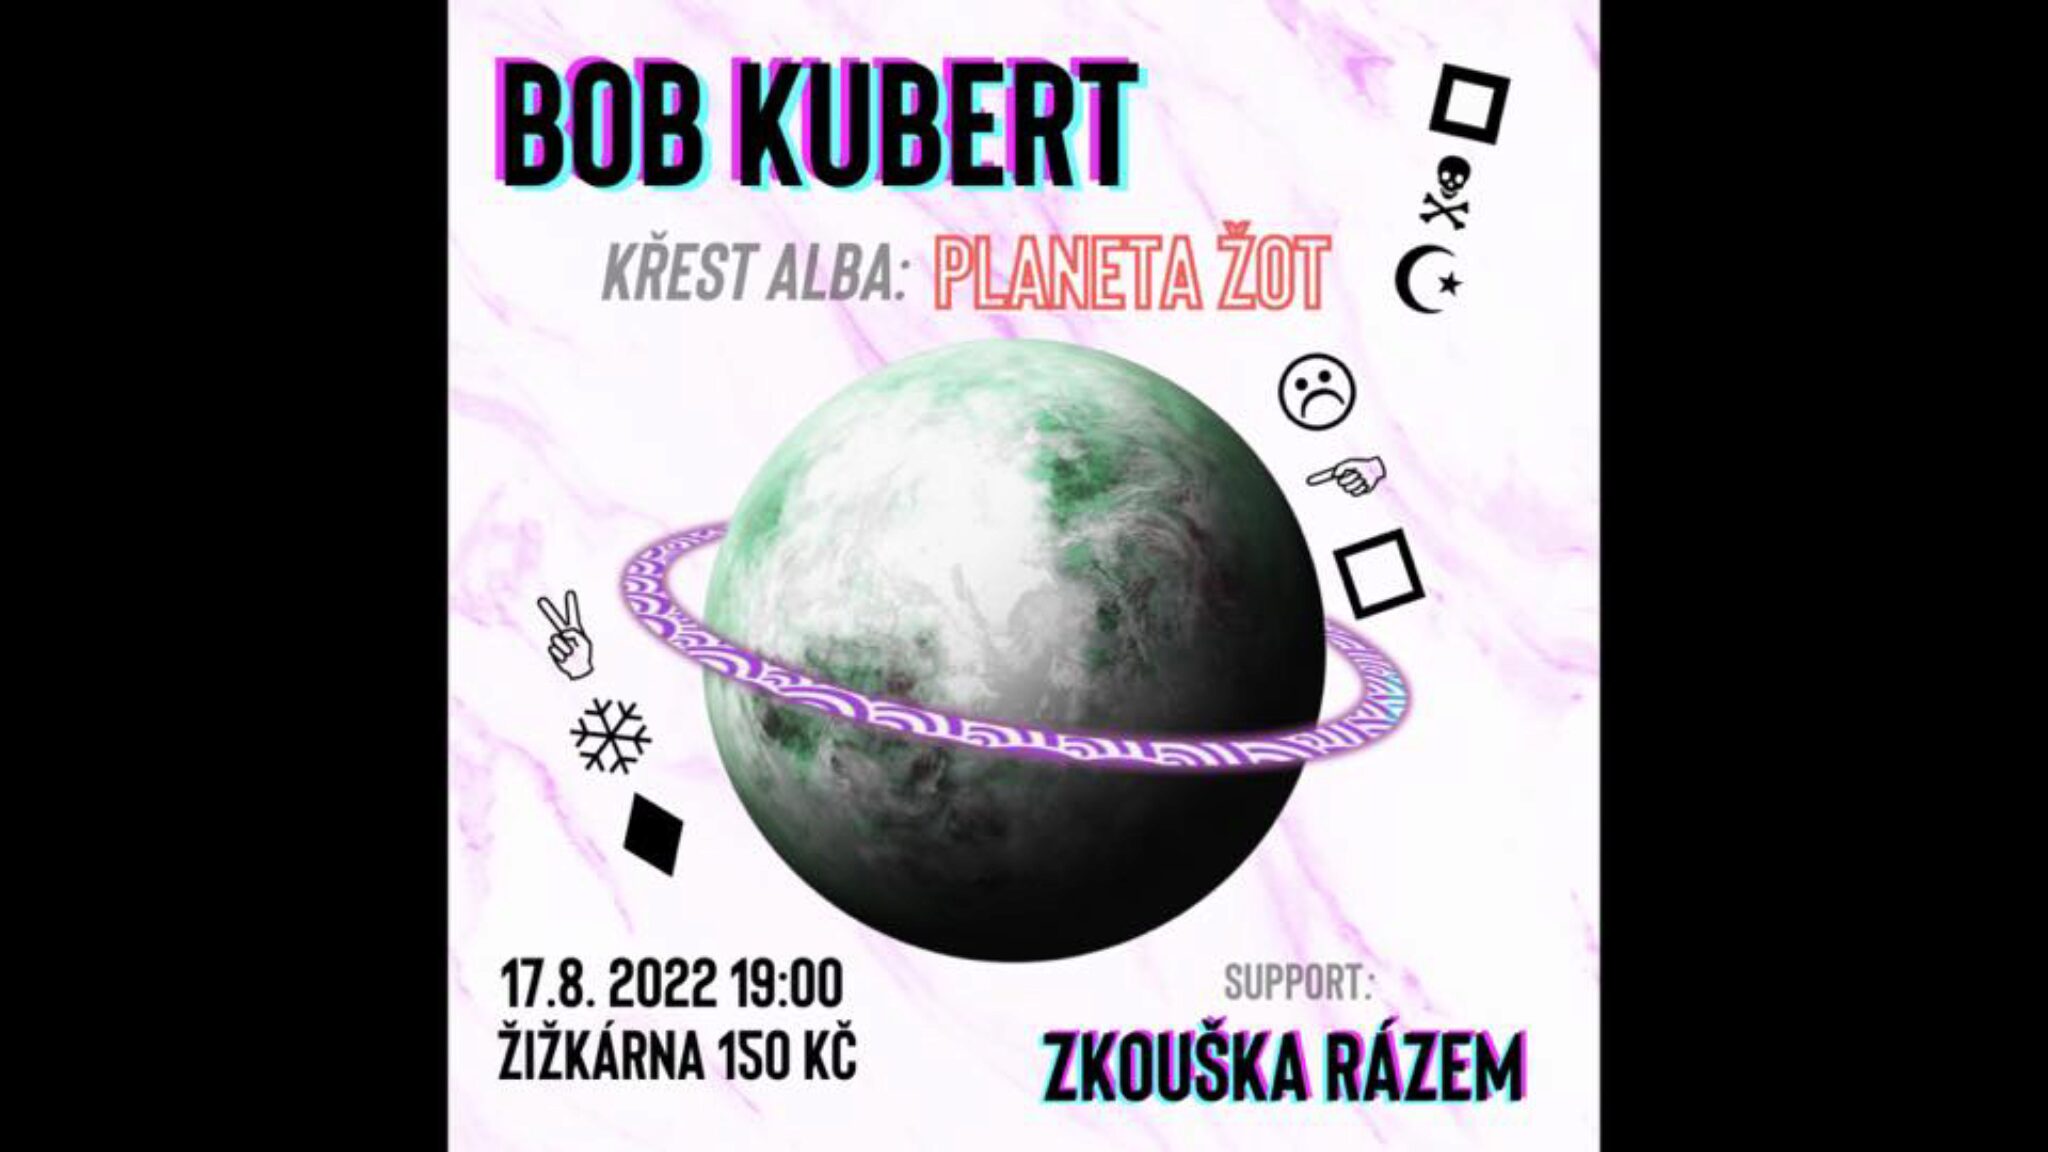 BOB KUBERT
KŘEST ALBA: PLANETA ŽOT
17.8. 2022 19:00
ŽIŽKÁRNA 150 KČ
SUPPORT:
ZKOUŠKA RÁZEM